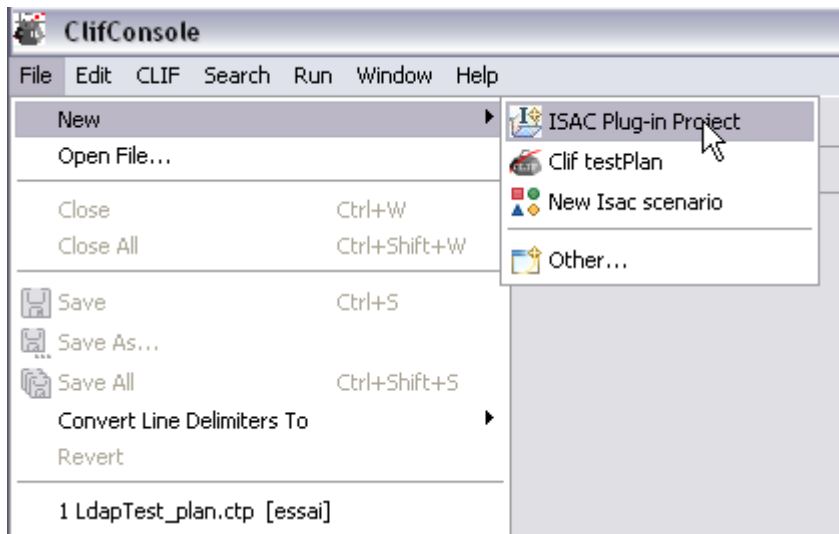 ClifConsole
File Edit CLIF Search Run Window Help
New
Open File...
Close Ctrl+W
Close All Ctrl+Shift+W
Save Ctrl+S
Save As...
Save All Ctrl+Shift+S
Convert Line Delimiters To
Revert
1 LdapTest_plan.ctp [essai]
ISAC Plug-in Project
Clif testPlan
New Isac scenario
Other...